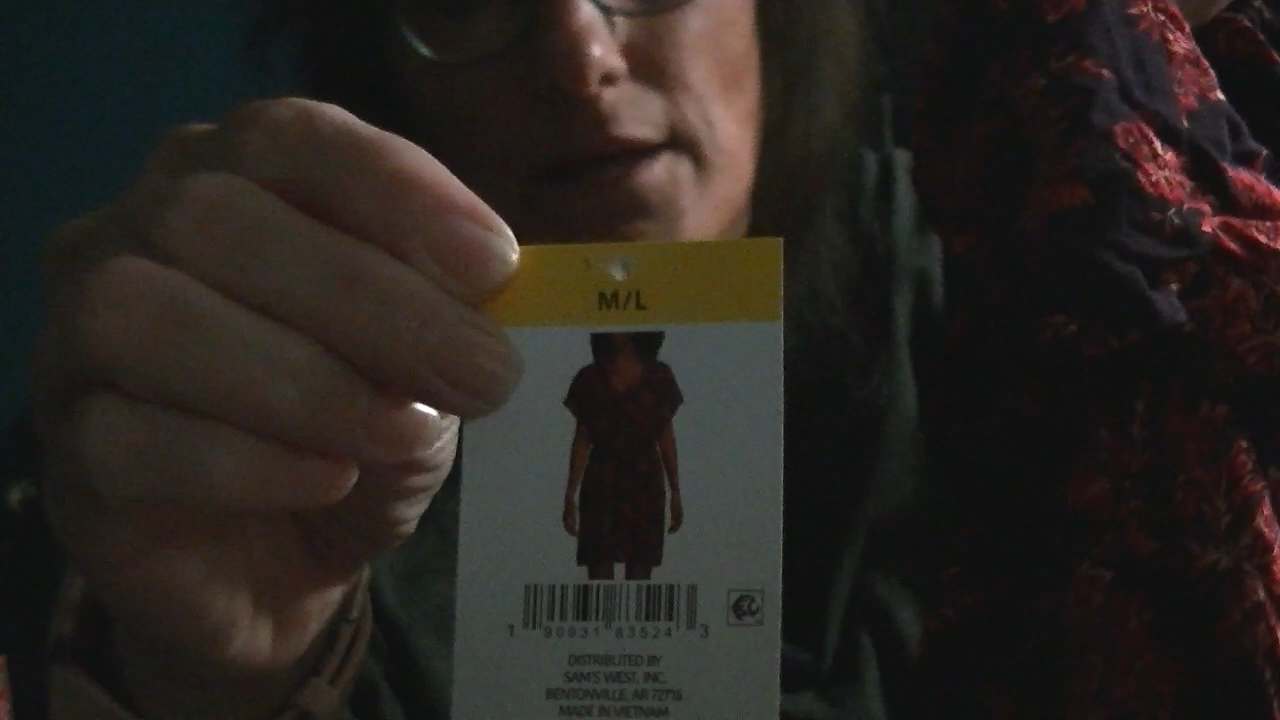 M/L
1 90931 83524 3
DISTRIBUTED BY
SAM'S WEST, INC.
BENTONVILLE, AR 72716
MADE IN VIETNAM